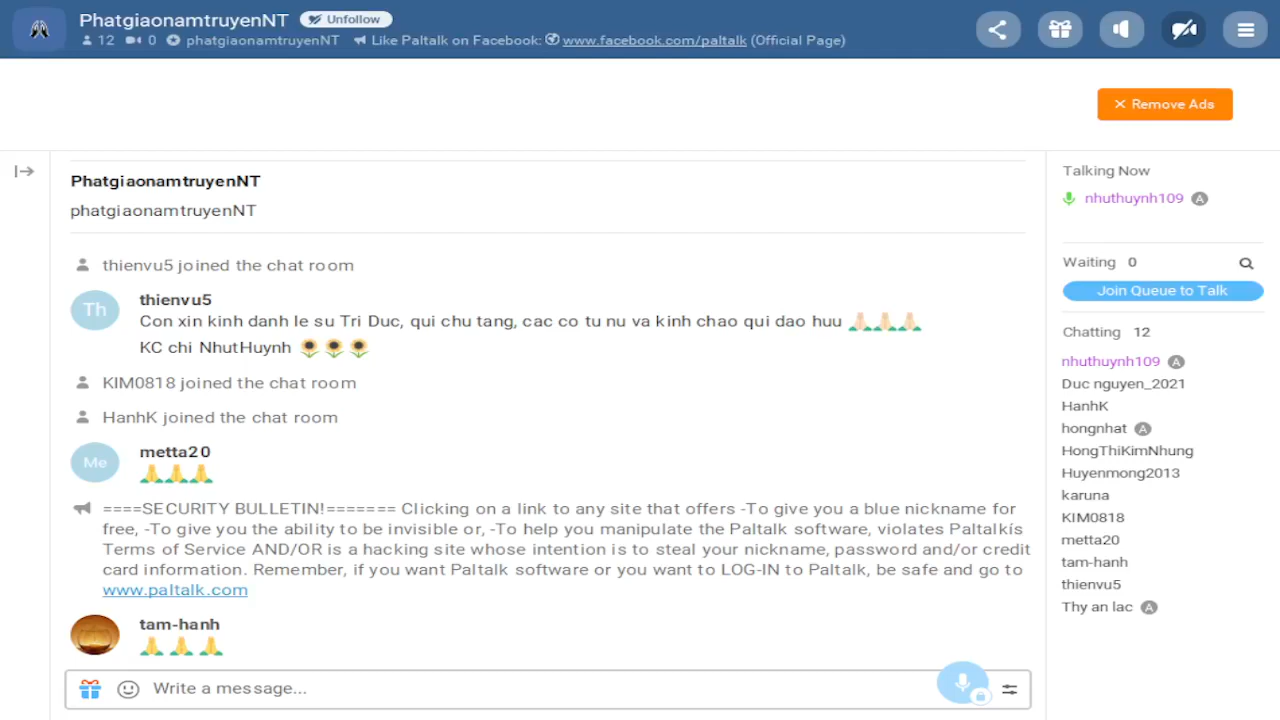 PhatgiaonamtruyenNT Unfollow
12 0 phatgiaonamtruyenNT Like Paltalk on Facebook: www.facebook.com/paltalk (Official Page)
Remove Ads
PhatgiaonamtruyenNT
phatgiaonamtruyenNT
thienvu5 joined the chat room
Th
thienvu5
Con xin kinh danh le su Tri Duc, qui chu tang, cac co tu nu va kinh chao qui dao huu 🙏🏻🙏🏻🙏🏻
KC chi NhutHuynh 🌻🌻🌻
KIM0818 joined the chat room
HanhK joined the chat room
Me
metta20
🙏🙏🙏
====SECURITY BULLETIN!======= Clicking on a link to any site that offers -To give you a blue nickname for
free, -To give you the ability to be invisible or, -To help you manipulate the Paltalk software, violates Paltalkís
Terms of Service AND/OR is a hacking site whose intention is to steal your nickname, password and/or credit
card information. Remember, if you want Paltalk software or you want to LOG-IN to Paltalk, be safe and go to
www.paltalk.com
tam-hanh
🙏 🙏 🙏
Write a message...
Talking Now
nhuthuynh109 A
Waiting 0
Join Queue to Talk
Chatting 12
nhuthuynh109 A
Duc nguyen_2021
HanhK
hongnhat A
HongThiKimNhung
Huyenmong2013
karuna
KIM0818
metta20
tam-hanh
thienvu5
Thy an lac A